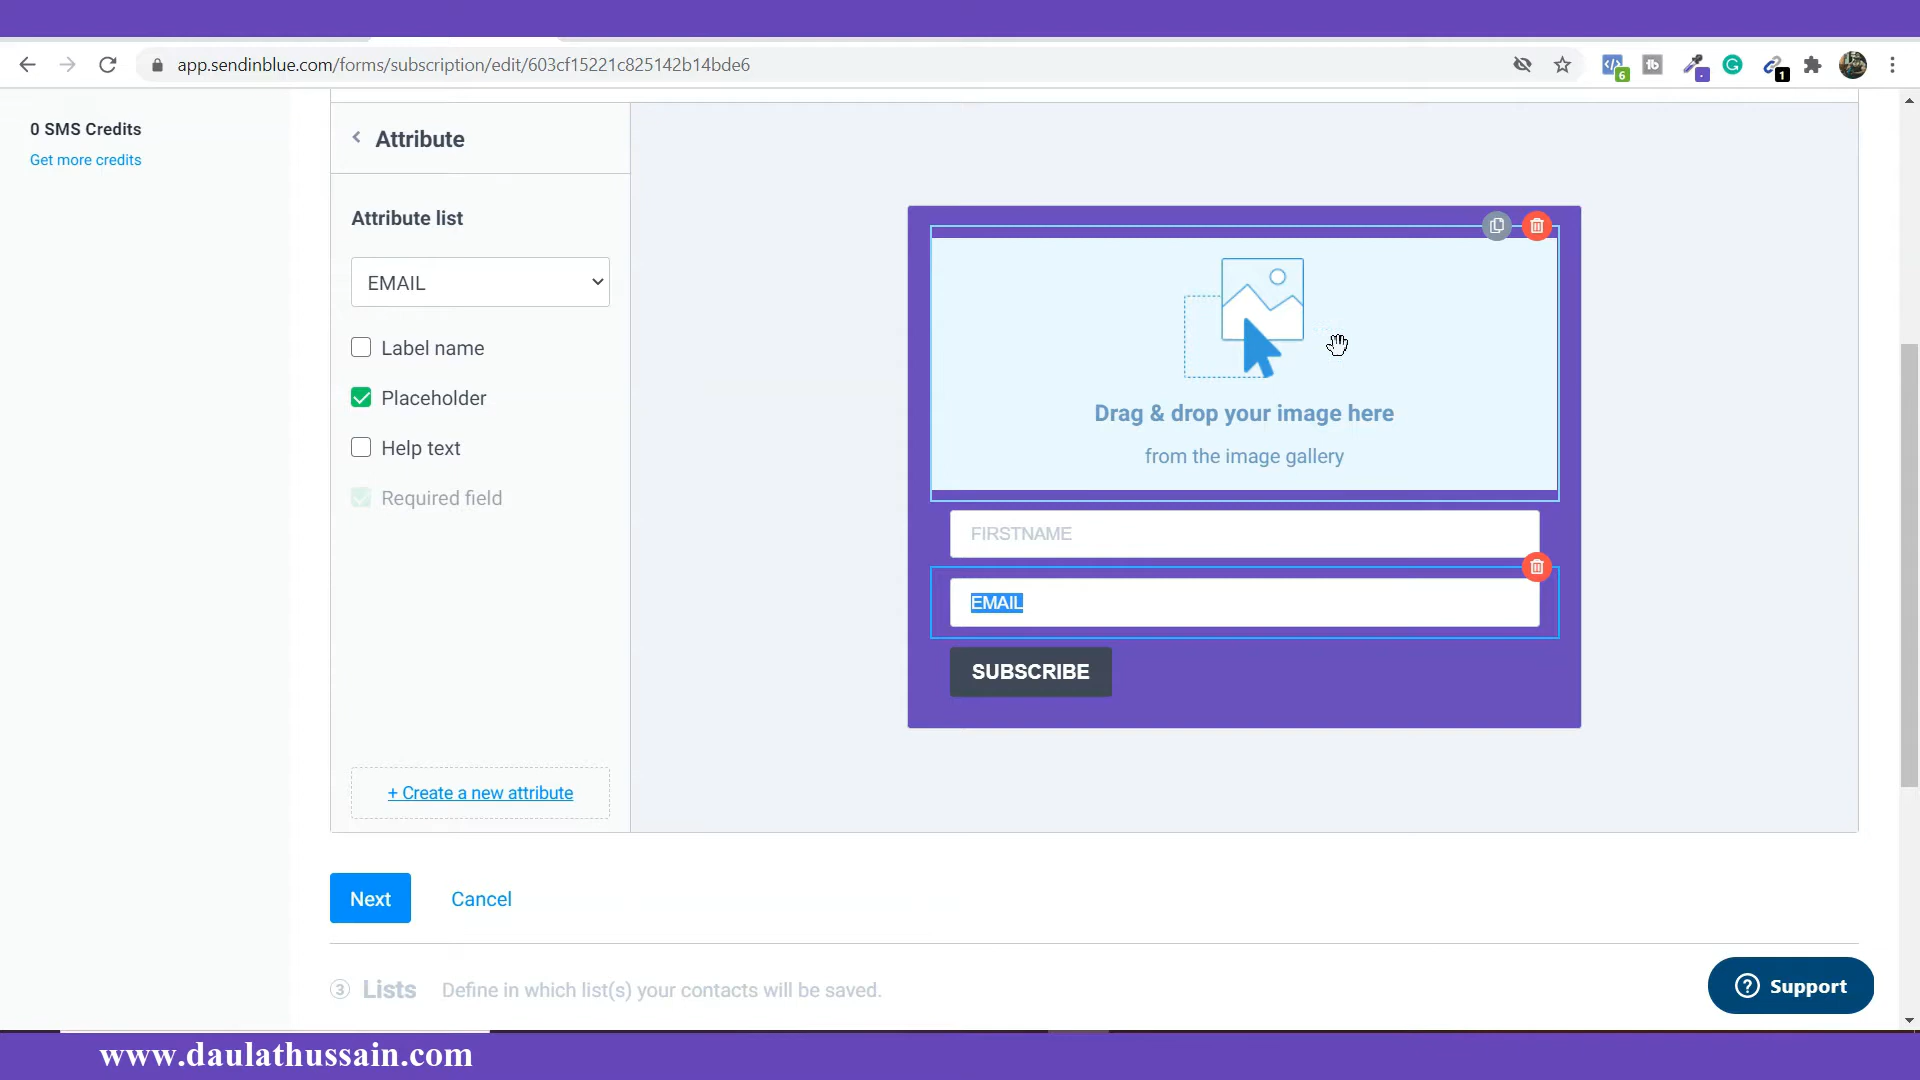 app.sendinblue.com/forms/subscription/edit/603cf15221c825142b14bde6
6
1
0 SMS Credits
Get more credits
Attribute
Attribute list
EMAIL
Label name
Placeholder
Help text
Required field
+ Create a new attribute
Drag & drop your image here
from the image gallery
FIRSTNAME
EMAIL
SUBSCRIBE
Next
Cancel
3 Lists Define in which list(s) your contacts will be saved.
? Support
www.daulathussain.com